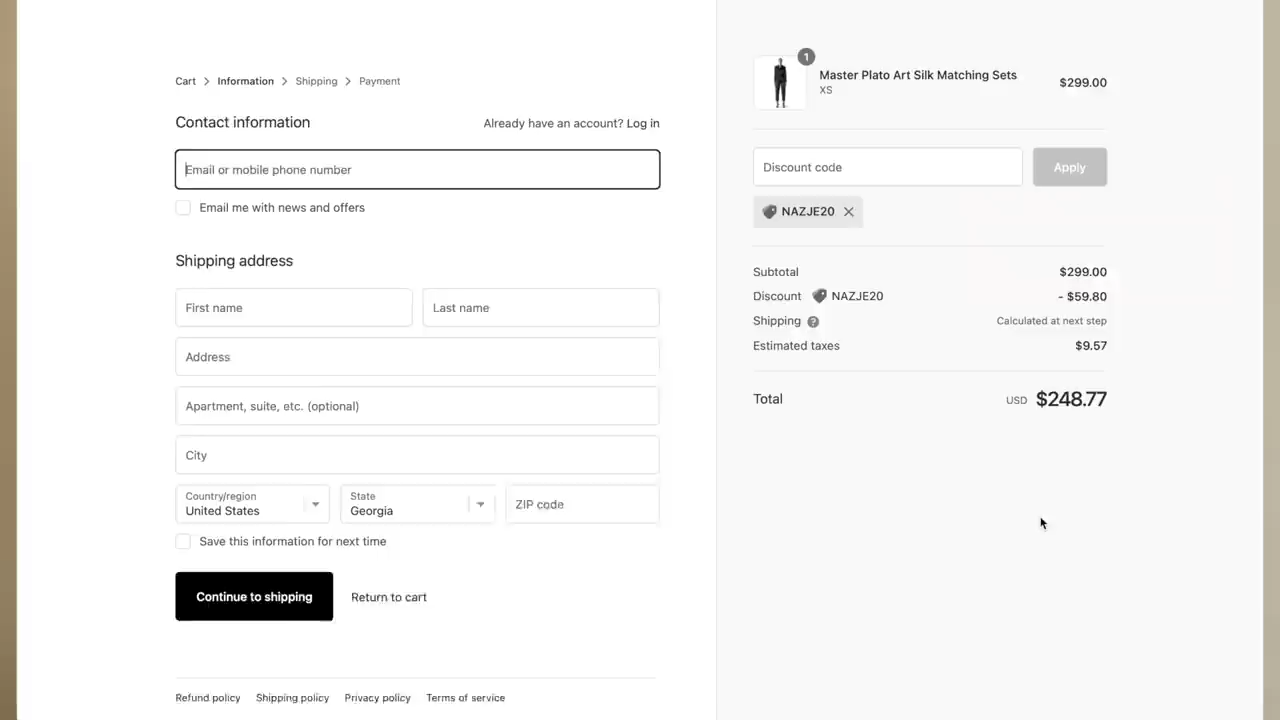 Cart > Information > Shipping > Payment
Contact information
Already have an account? Log in
Email or mobile phone number
Email me with news and offers
Shipping address
First name
Last name
Address
Apartment, suite, etc. (optional)
City
Country/region
United States
State
Georgia
ZIP code
Save this information for next time
Continue to shipping
Return to cart
Refund policy Shipping policy Privacy policy Terms of service
1
Master Plato Art Silk Matching Sets
XS
$299.00
Discount code
Apply
NAZJE20
Subtotal $299.00
Discount NAZJE20 - $59.80
Shipping ? Calculated at next step
Estimated taxes $9.57
Total USD $248.77